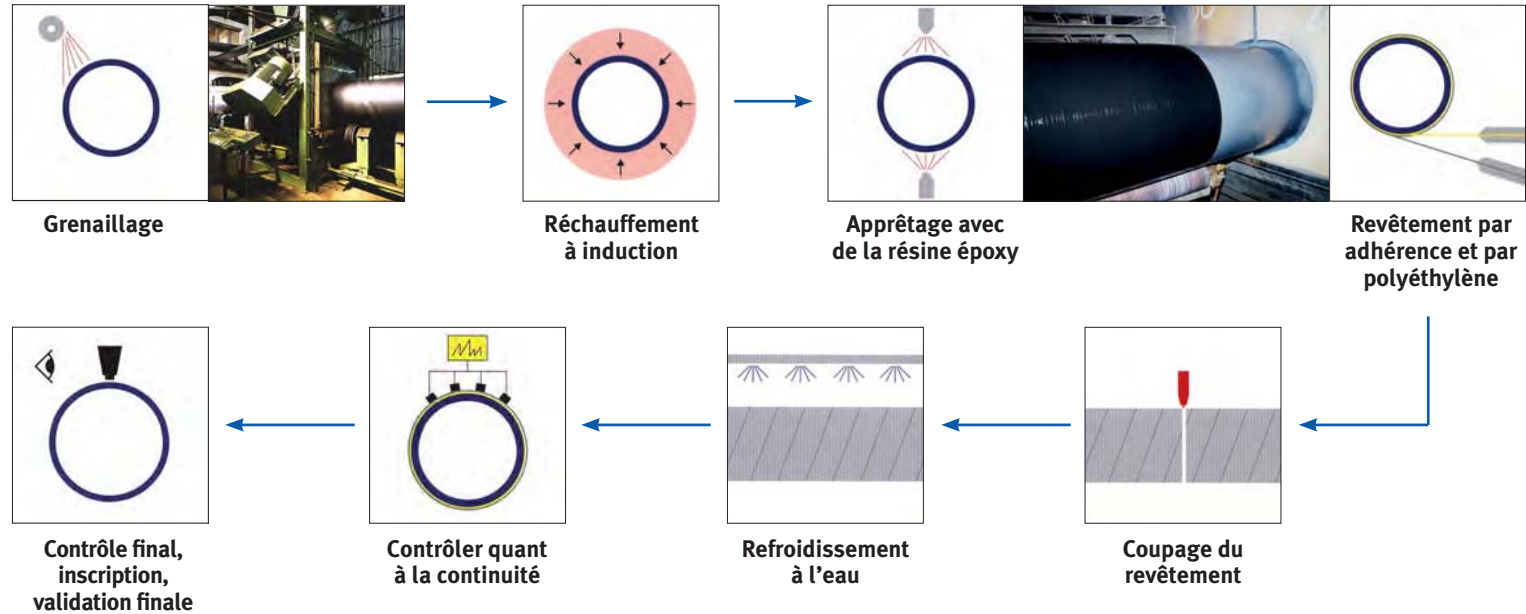 Grenaillage
Réchauffement
à induction
Apprêtage avec
de la résine époxy
Revêtement par
adhérence et par
polyéthylène
Coupage du
revêtement
Refroidissement
à l'eau
Contrôler quant
à la continuité
Contrôle final,
inscription,
validation finale